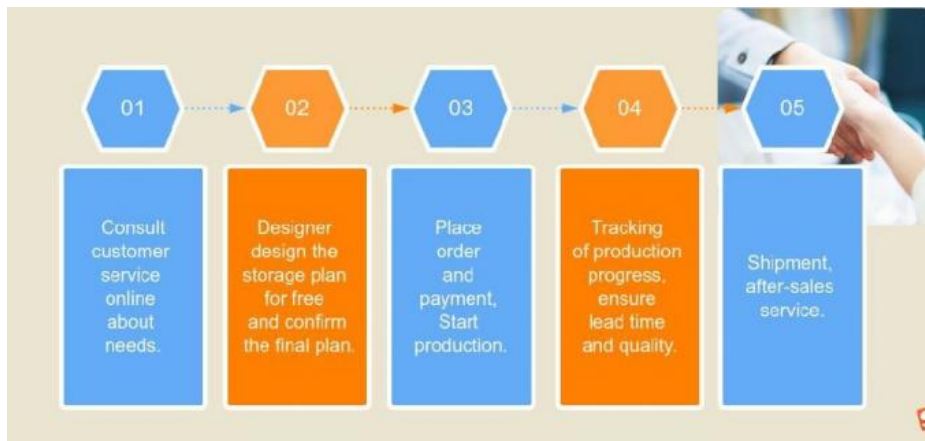 01
02
03
04
05
Consult
customer
service
online
about
needs.
Designer
design the
storage plan
for free
and confirm
the final plan.
Place
order
and
payment,
Start
production.
Tracking
of production
progress,
ensure
lead time
and quality.
Shipment,
after-sales
service.